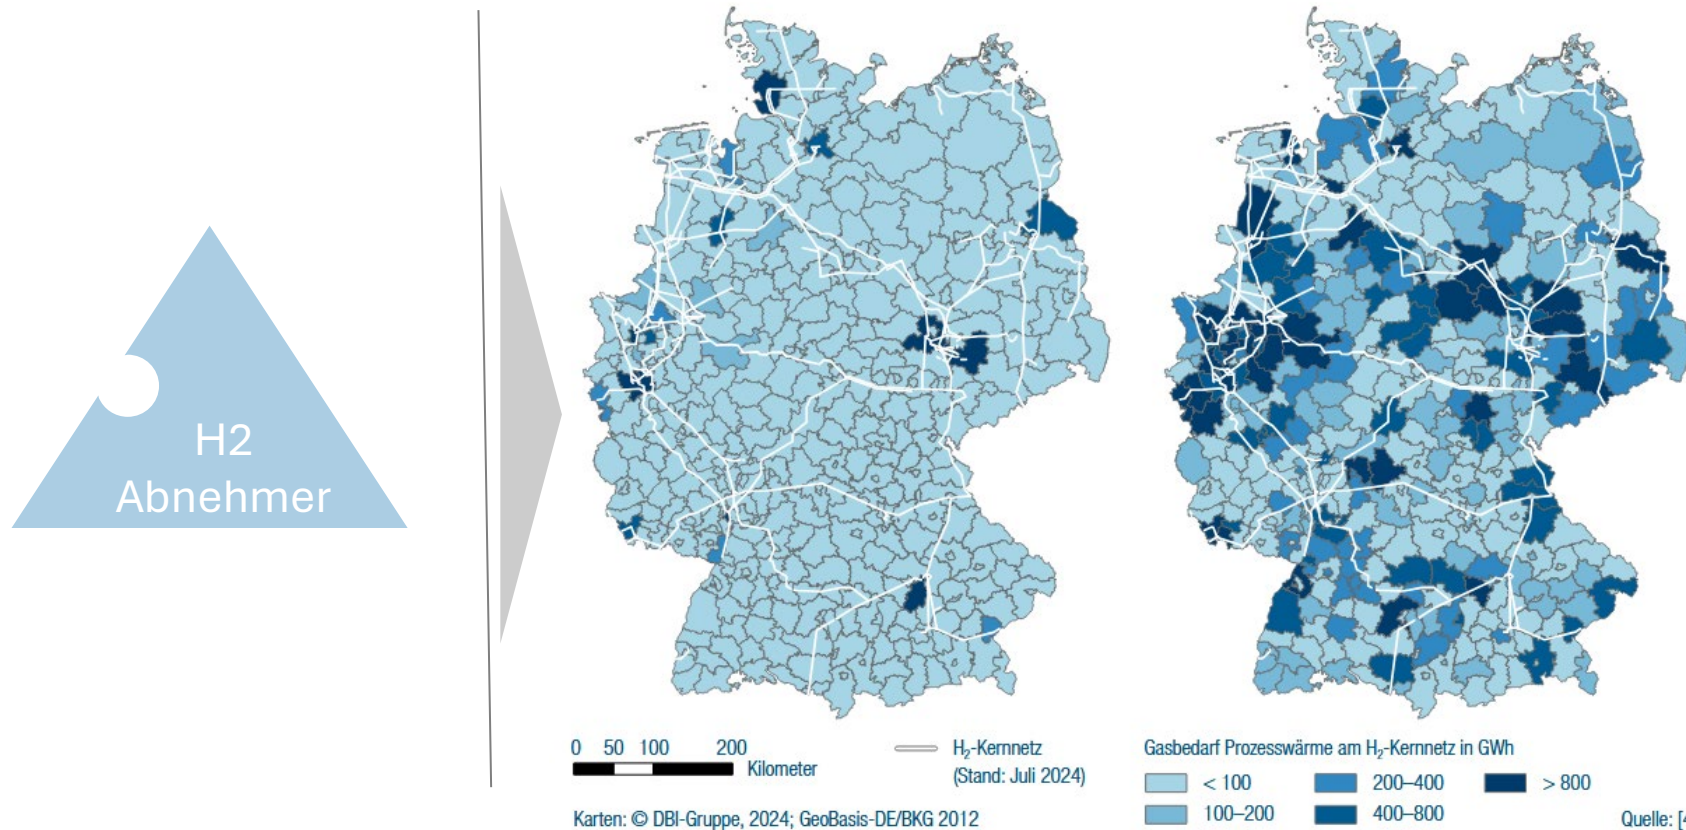 H2
Abnehmer
0 50 100 200
Kilometer
H₂-Kernnetz
(Stand: Juli 2024)
Karten: © DBI-Gruppe, 2024; GeoBasis-DE/BKG 2012
Gasbedarf Prozesswärme am H₂-Kernnetz in GWh
< 100
200–400
> 800
100–200
400–800
Quelle: [4